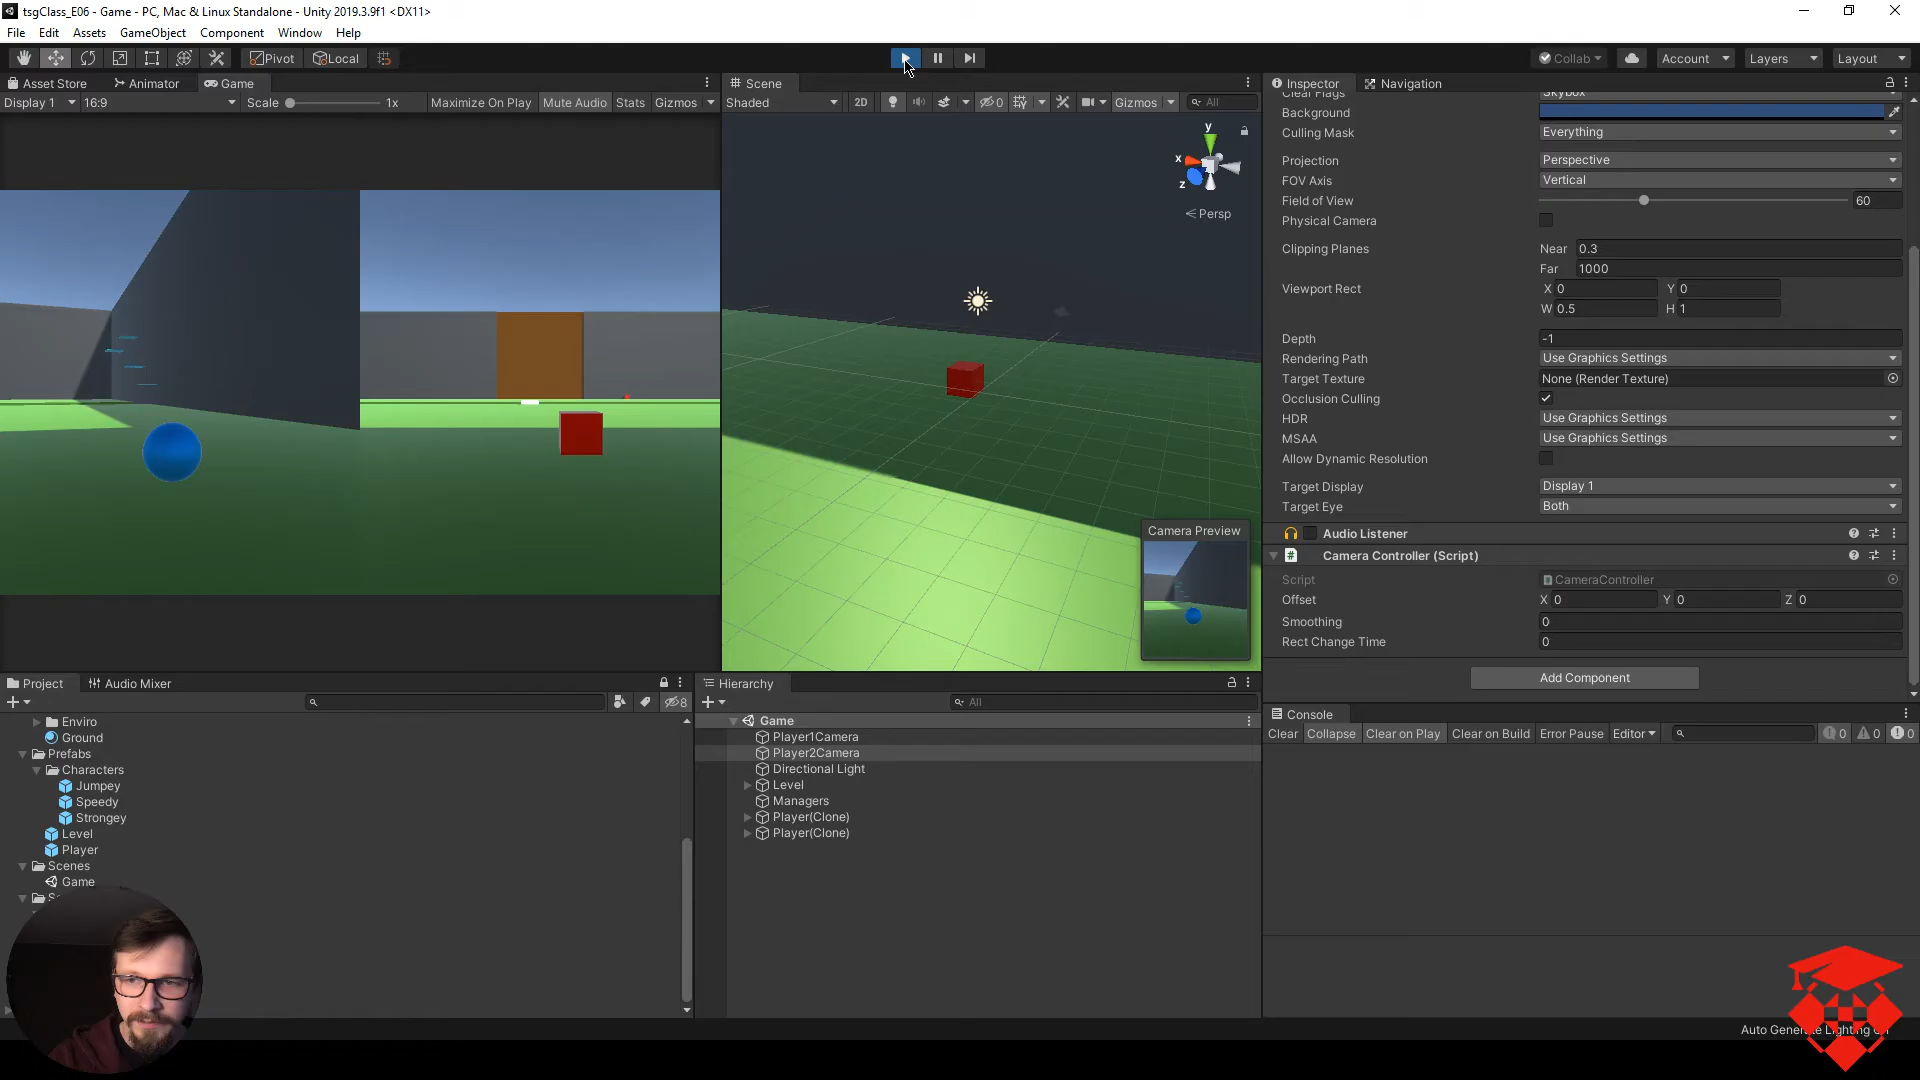 tsgClass_E06 - Game - PC, Mac & Linux Standalone - Unity 2019.3.9f1 <DX11>
File Edit Assets GameObject Component Window Help
Pivot Local Collab Account Layers Layout
Asset Store Animator Game
Display 1 16:9 Scale 1x Maximize On Play Mute Audio Stats Gizmos
Scene
Shaded 2D 0 Gizmos All
y
x
z
Persp
Camera Preview
Inspector Navigation
Clear Flags Skybox
Background
Culling Mask Everything
Projection Perspective
FOV Axis Vertical
Field of View 60
Physical Camera
Clipping Planes Near 0.3
Far 1000
Viewport Rect X 0 Y 0
W 0.5 H 1
Depth -1
Rendering Path Use Graphics Settings
Target Texture None (Render Texture)
Occlusion Culling
HDR Use Graphics Settings
MSAA Use Graphics Settings
Allow Dynamic Resolution
Target Display Display 1
Target Eye Both
Audio Listener
# Camera Controller (Script)
Script CameraController
Offset X 0 Y 0 Z 0
Smoothing 0
Rect Change Time 0
Add Component
Project Audio Mixer
8
Enviro
Ground
Prefabs
Characters
Jumpey
Speedy
Strongey
Level
Player
Scenes
Game
Hierarchy
All
Game
Player1Camera
Player2Camera
Directional Light
Level
Managers
Player(Clone)
Player(Clone)
Console
Clear Collapse Clear on Play Clear on Build Error Pause Editor 0 0 0
Auto Generate Lighting